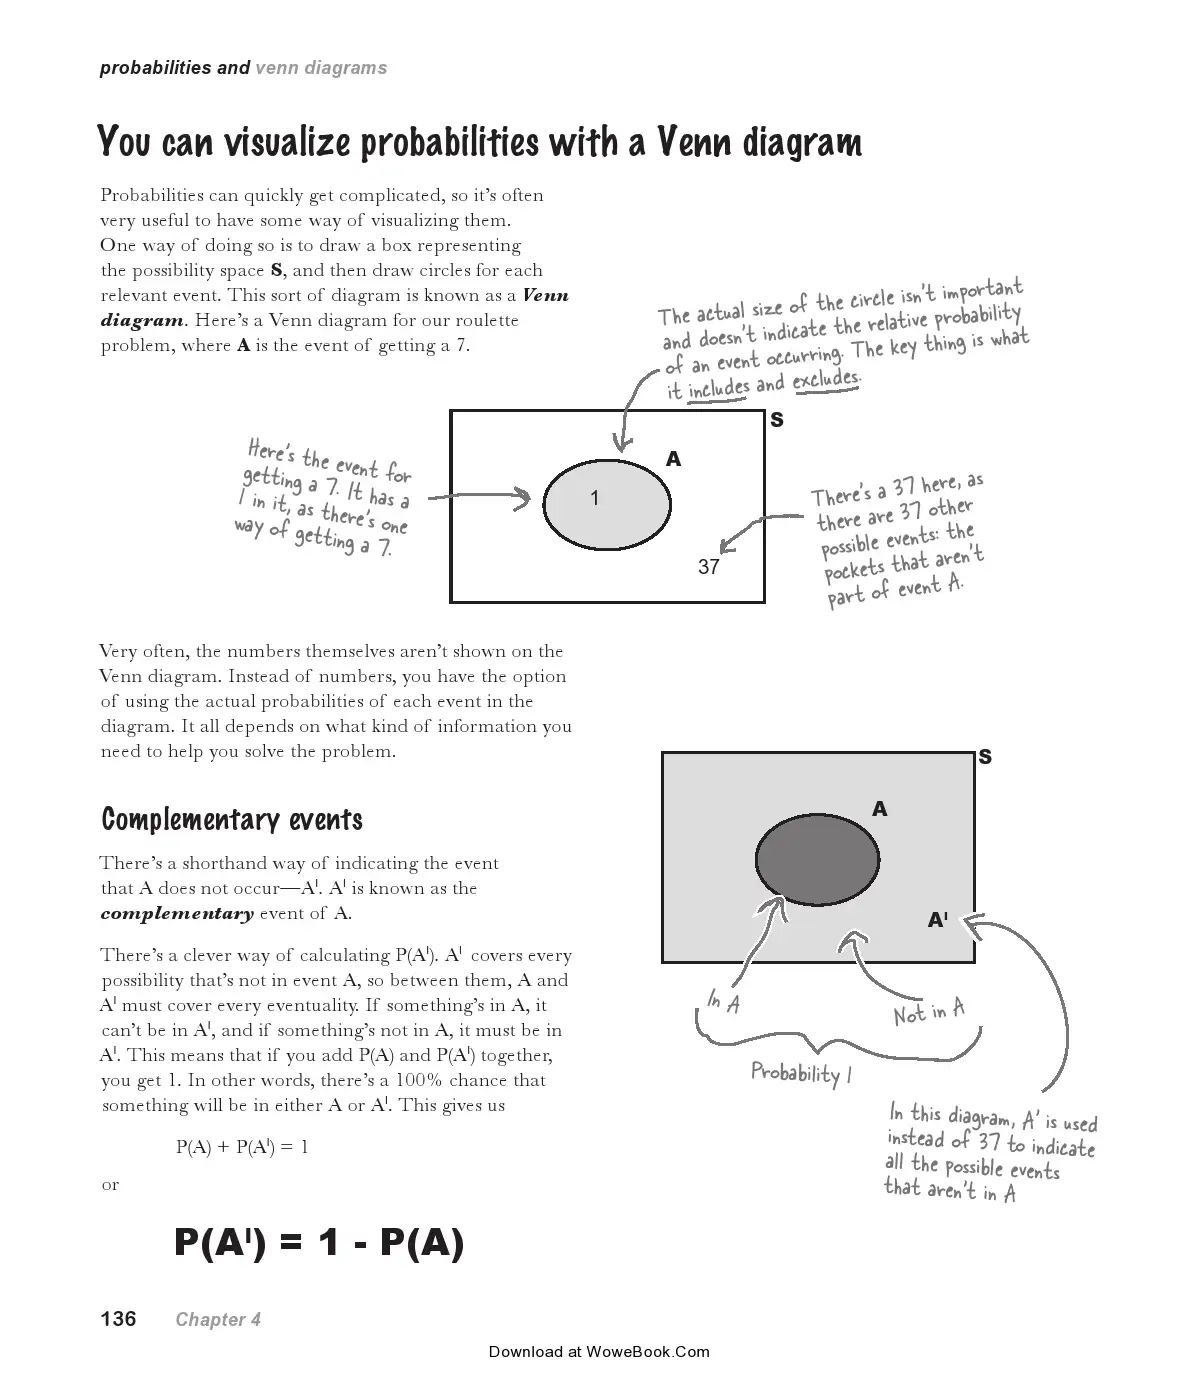 probabilities and venn diagrams
You can visualize probabilities with a Venn diagram
Probabilities can quickly get complicated, so it's often
very useful to have some way of visualizing them.
One way of doing so is to draw a box representing
the possibility space S, and then draw circles for each
relevant event. This sort of diagram is known as a Venn
diagram. Here's a Venn diagram for our roulette
problem, where A is the event of getting a 7.
The actual size of the circle isn't important
and doesn't indicate the relative probability
of an event occurring. The key thing is what
it includes and excludes.
S
A
1
37
Here's the event for
getting a 7. It has a
1 in it, as there's one
way of getting a 7.
There's a 37 here, as
there are 37 other
possible events: the
pockets that aren't
part of event A.
Very often, the numbers themselves aren't shown on the
Venn diagram. Instead of numbers, you have the option
of using the actual probabilities of each event in the
diagram. It all depends on what kind of information you
need to help you solve the problem.
Complementary events
There's a shorthand way of indicating the event
that A does not occur—Aˡ. Aˡ is known as the
complementary event of A.
There's a clever way of calculating P(Aˡ). Aˡ covers every
possibility that's not in event A, so between them, A and
Aˡ must cover every eventuality. If something's in A, it
can't be in Aˡ, and if something's not in A, it must be in
Aˡ. This means that if you add P(A) and P(Aˡ) together,
you get 1. In other words, there's a 100% chance that
something will be in either A or Aˡ. This gives us
P(A) + P(Aˡ) = 1
or
P(Aˡ) = 1 - P(A)
S
A
Aˡ
In A
Not in A
Probability 1
In this diagram, A' is used
instead of 37 to indicate
all the possible events
that aren't in A
136 Chapter 4
Download at WoweBook.Com